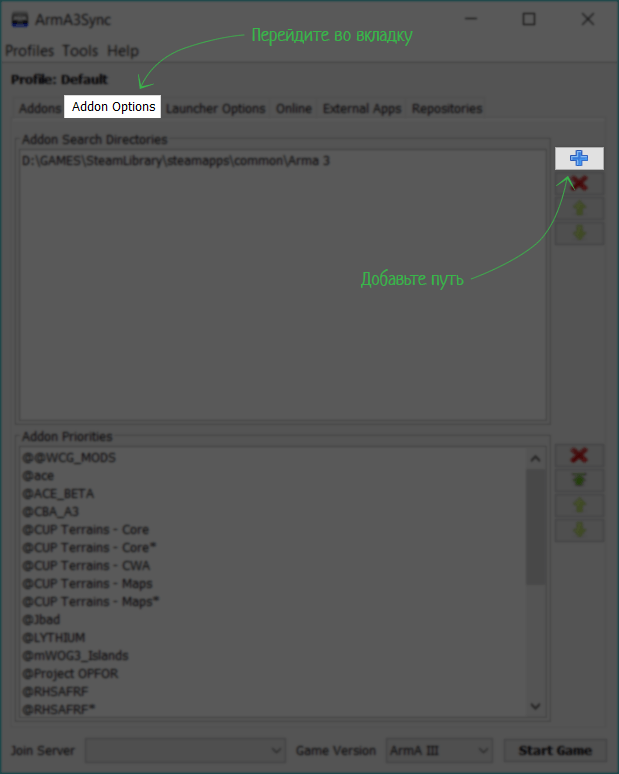 ArmA3Sync
Перейдите во вкладку
Profiles Tools Help
Profile: Default
Addons Addon Options Launcher Options Online External Apps Repositories
Addon Search Directories
D:\GAMES\SteamLibrary\steamapps\common\Arma 3
Добавьте путь
Addon Priorities
@@WCG_MODS
@ace
@ACE_BETA
@CBA_A3
@CUP Terrains - Core
@CUP Terrains - Core*
@CUP Terrains - CWA
@CUP Terrains - Maps
@CUP Terrains - Maps*
@Jbad
@LYTHIUM
@mWOG3_Islands
@Project OPFOR
@RHSAFRF
@RHSAFRF*
Join Server Game Version ArmA III Start Game